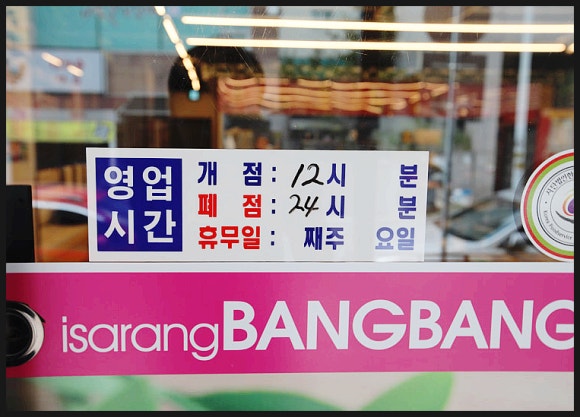 영업
시간
개 점 : 12시 분
폐 점 : 24시 분
휴무일 : 째주 요일
isarangBANGBANG